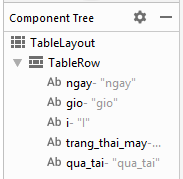 Component Tree
TableLayout
TableRow
Ab ngay- "ngay"
Ab gio- "gio"
Ab i- "I"
Ab trang_thai_may-...
Ab qua_tai- "qua_tai"